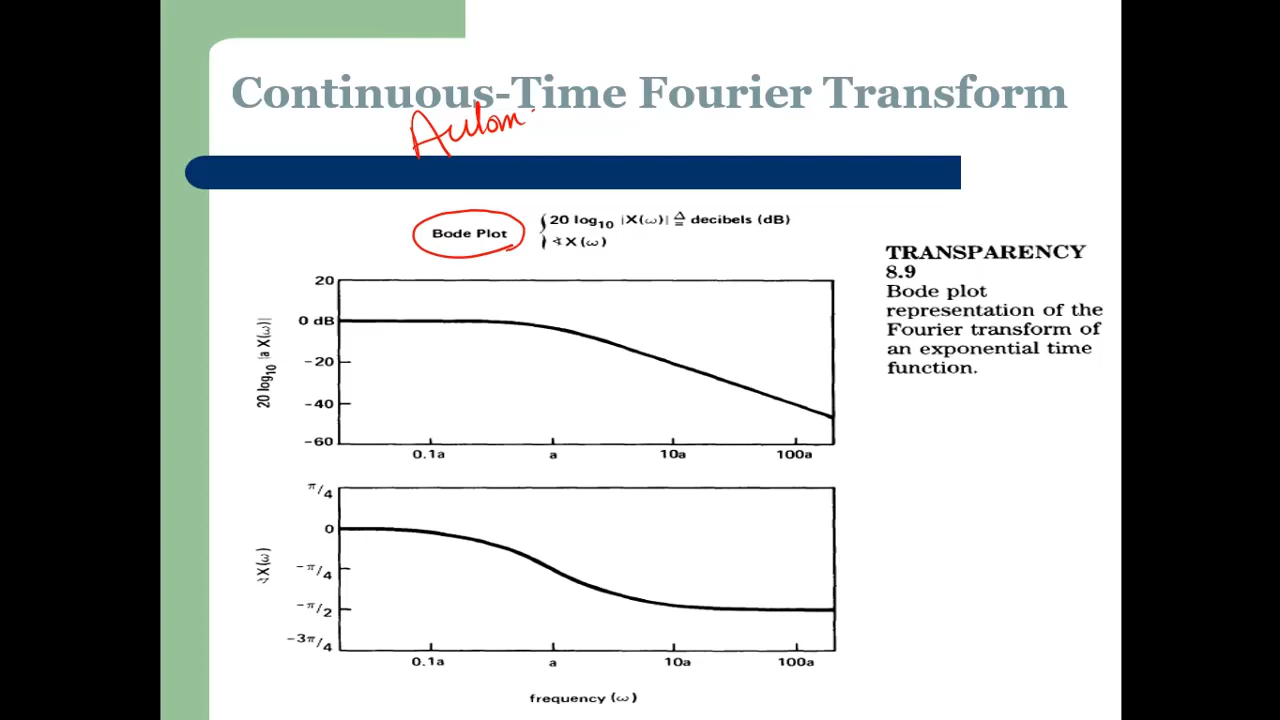 Continuous-Time Fourier Transform
Autom
Bode Plot
20 log10 |X(ω)| ≜ decibels (dB)
∢ X(ω)
TRANSPARENCY
8.9
Bode plot
representation of the
Fourier transform of
an exponential time
function.
20 log10 |a X(ω)|
20
0 dB
−20
−40
−60
0.1a a 10a 100a
∢ X(ω)
π/4
0
−π/4
−π/2
−3π/4
0.1a a 10a 100a
frequency (ω)